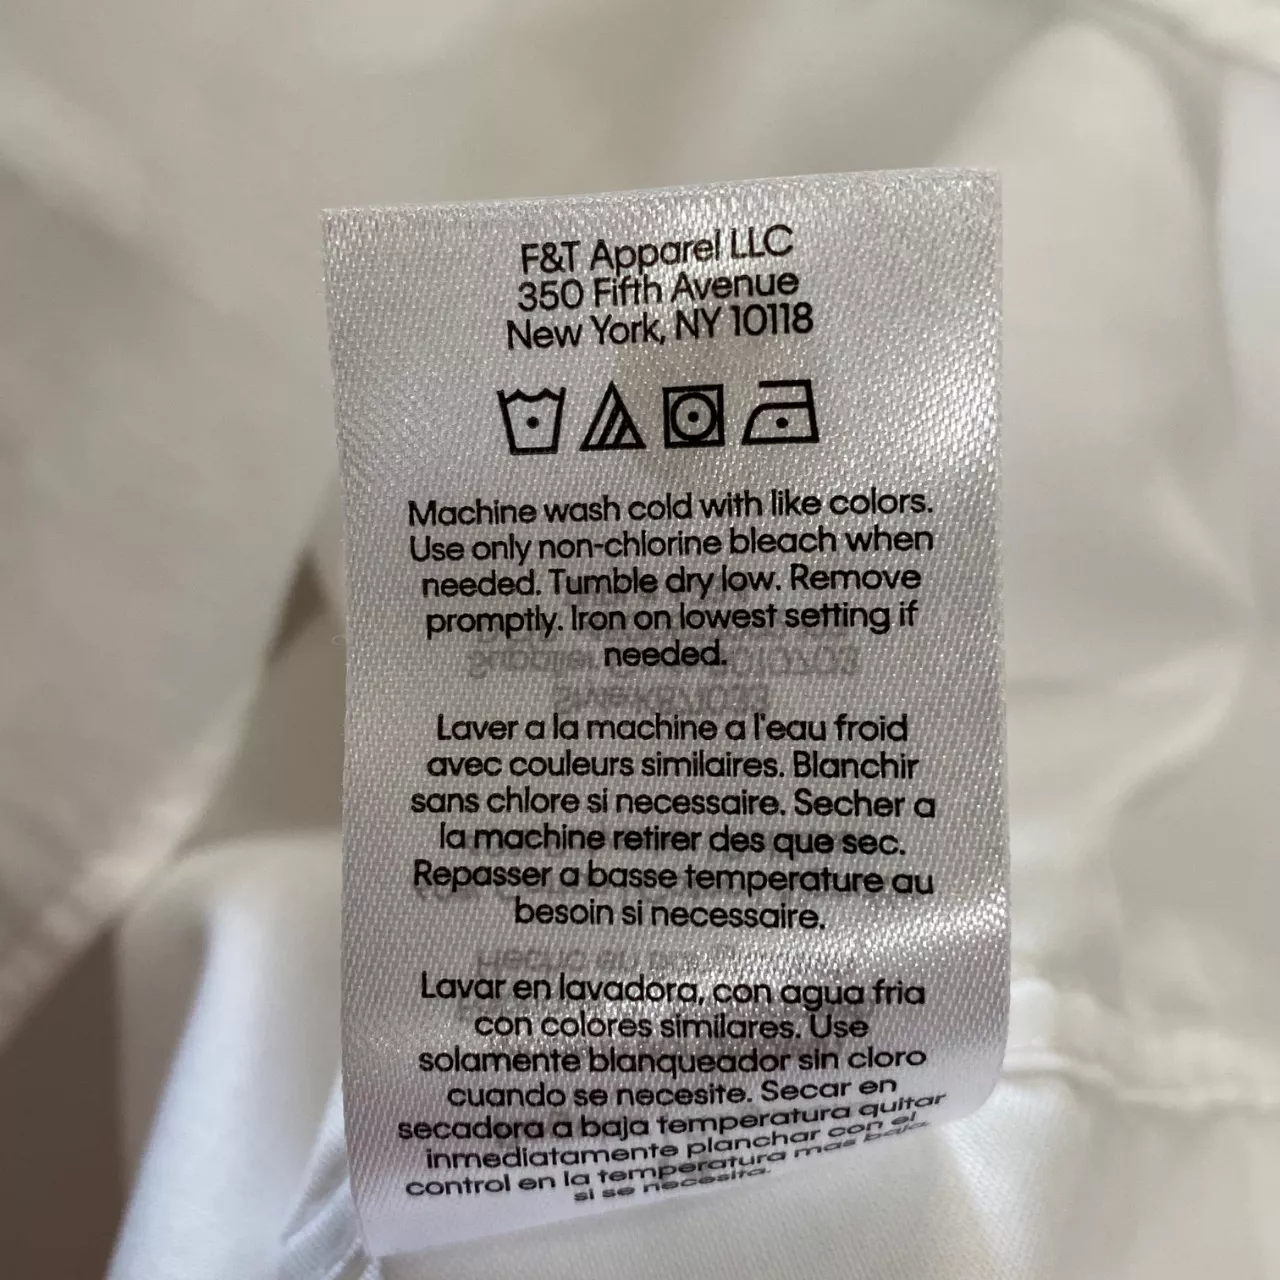 F&T Apparel LLC
350 Fifth Avenue
New York, NY 10118
Machine wash cold with like colors.
Use only non-chlorine bleach when
needed. Tumble dry low. Remove
promptly. Iron on lowest setting if
needed.
Laver a la machine a l'eau froid
avec couleurs similaires. Blanchir
sans chlore si necessaire. Secher a
la machine retirer des que sec.
Repasser a basse temperature au
besoin si necessaire.
Lavar en lavadora, con agua fria
con colores similares. Use
solamente blanqueador sin cloro
cuando se necesite. Secar en
secadora a baja temperatura quitar
inmediatamente planchar con el
control en la temperatura mas baja
si se necesita.